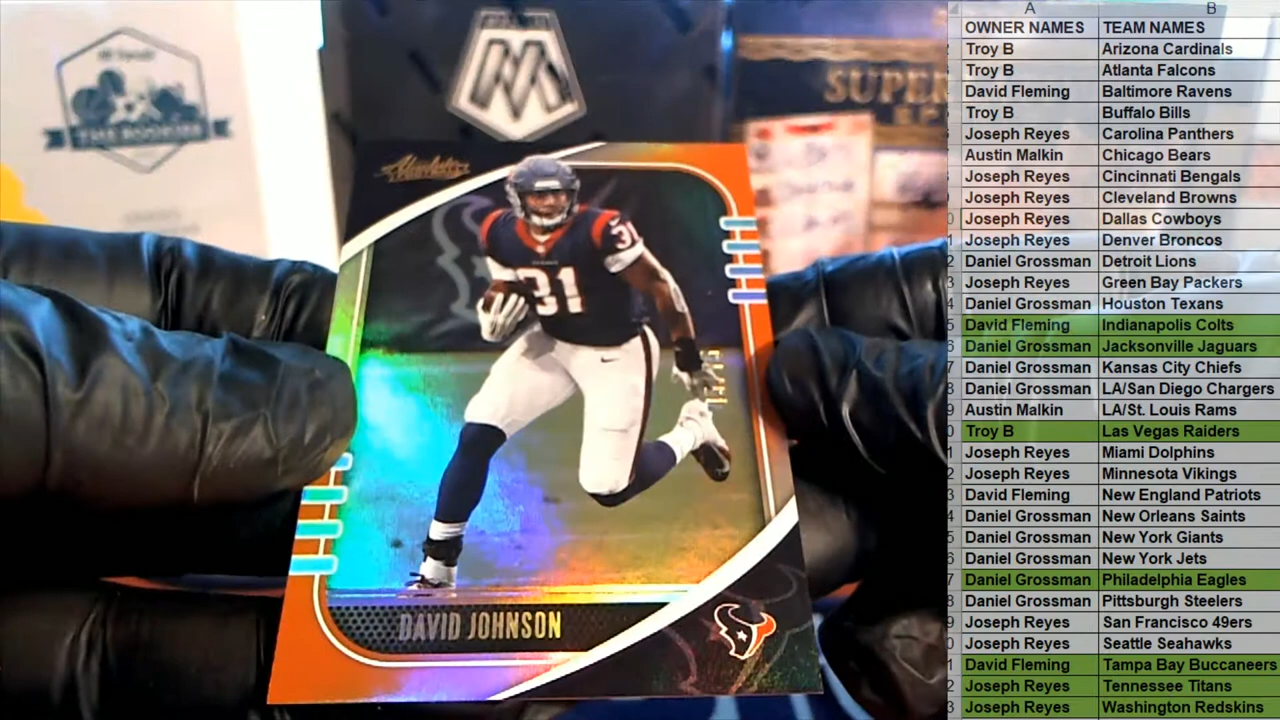 THE ROOKIES
SUPER
Absolute
31
31
DAVID JOHNSON
A B
OWNER NAMES TEAM NAMES
Troy B Arizona Cardinals
Troy B Atlanta Falcons
David Fleming Baltimore Ravens
Troy B Buffalo Bills
Joseph Reyes Carolina Panthers
Austin Malkin Chicago Bears
Joseph Reyes Cincinnati Bengals
Joseph Reyes Cleveland Browns
Joseph Reyes Dallas Cowboys
Joseph Reyes Denver Broncos
Daniel Grossman Detroit Lions
Joseph Reyes Green Bay Packers
Daniel Grossman Houston Texans
David Fleming Indianapolis Colts
Daniel Grossman Jacksonville Jaguars
Daniel Grossman Kansas City Chiefs
Daniel Grossman LA/San Diego Chargers
Austin Malkin LA/St. Louis Rams
Troy B Las Vegas Raiders
Joseph Reyes Miami Dolphins
Joseph Reyes Minnesota Vikings
David Fleming New England Patriots
Daniel Grossman New Orleans Saints
Daniel Grossman New York Giants
Daniel Grossman New York Jets
Daniel Grossman Philadelphia Eagles
Daniel Grossman Pittsburgh Steelers
Joseph Reyes San Francisco 49ers
Joseph Reyes Seattle Seahawks
David Fleming Tampa Bay Buccaneers
Joseph Reyes Tennessee Titans
Joseph Reyes Washington Redskins